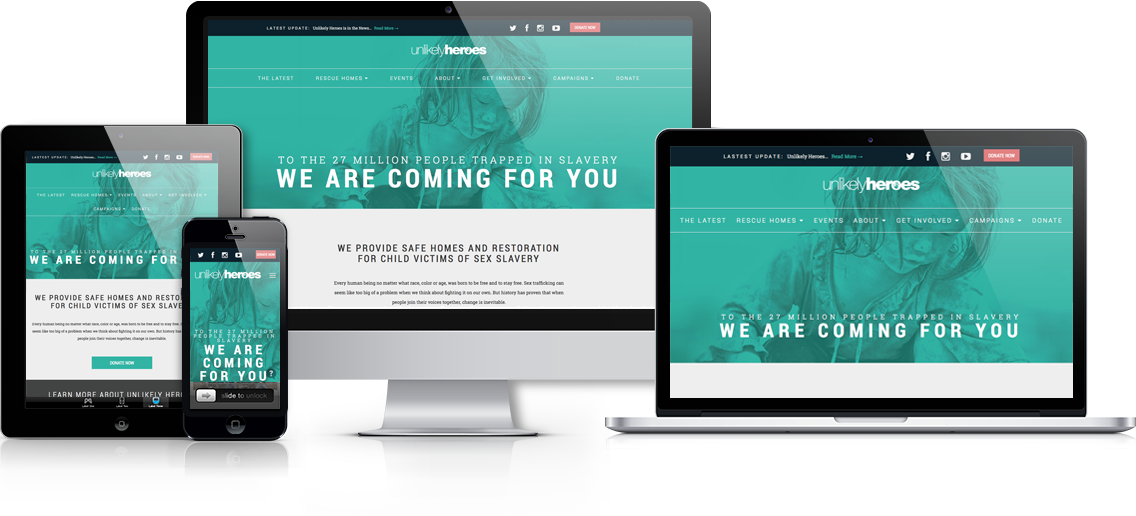 LATEST UPDATE: Unlikely Heroes is in the News... Read More → DONATE NOW
unlikelyheroes
THE LATEST RESCUE HOMES EVENTS ABOUT GET INVOLVED CAMPAIGNS DONATE
TO THE 27 MILLION PEOPLE TRAPPED IN SLAVERY
WE ARE COMING FOR YOU
WE PROVIDE SAFE HOMES AND RESTORATION
FOR CHILD VICTIMS OF SEX SLAVERY
Every human being no matter what race, color or age, was born to be free and to stay free. Sex trafficking can
seem like too big of a problem when we think about fighting it on our own. But history has proven that when
people join their voices together, change is inevitable.
LASTEST UPDATE: Unlikely Heroes... Read More → DONATE NOW
unlikelyheroes
THE LATEST RESCUE HOMES EVENTS ABOUT GET INVOLVED
CAMPAIGNS DONATE
TO THE 27 MILLION PEOPLE TRAPPED IN
WE ARE COMING FOR
WE PROVIDE SAFE HOMES AND
FOR CHILD VICTIMS OF SEX
Every human being no matter what race, color or age, was born to be free and to stay free.
seem like too big of a problem when we think about fighting it on our own. But history has
people join their voices together, change is inevitable.
DONATE NOW
LEARN MORE ABOUT UNLIKELY
DONATE NOW
unlikelyheroes
TO THE 27 MILLION
PEOPLE TRAPPED IN
SLAVERY
WE ARE
COMING
FOR YOU
?
slide to unlock
LASTEST UPDATE: Unlikely Heroes... Read More → DONATE NOW
unlikelyheroes
THE LATEST RESCUE HOMES EVENTS ABOUT GET INVOLVED CAMPAIGNS DONATE
TO THE 27 MILLION PEOPLE TRAPPED IN SLAVERY
WE ARE COMING FOR YOU